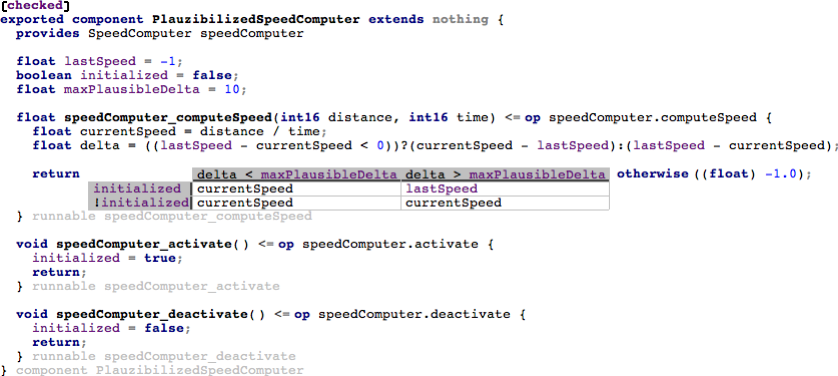 [checked]
exported component PlauzibilizedSpeedComputer extends nothing {
provides SpeedComputer speedComputer
float lastSpeed = -1;
boolean initialized = false;
float maxPlausibleDelta = 10;
float speedComputer_computeSpeed(int16 distance, int16 time) <= op speedComputer.computeSpeed {
float currentSpeed = distance / time;
float delta = ((lastSpeed - currentSpeed < 0))?(currentSpeed - lastSpeed):(lastSpeed - currentSpeed);
return delta < maxPlausibleDelta delta > maxPlausibleDelta otherwise ((float) -1.0);
initialized currentSpeed lastSpeed
!initialized currentSpeed currentSpeed
} runnable speedComputer_computeSpeed
void speedComputer_activate() <= op speedComputer.activate {
initialized = true;
return;
} runnable speedComputer_activate
void speedComputer_deactivate() <= op speedComputer.deactivate {
initialized = false;
return;
} runnable speedComputer_deactivate
} component PlauzibilizedSpeedComputer